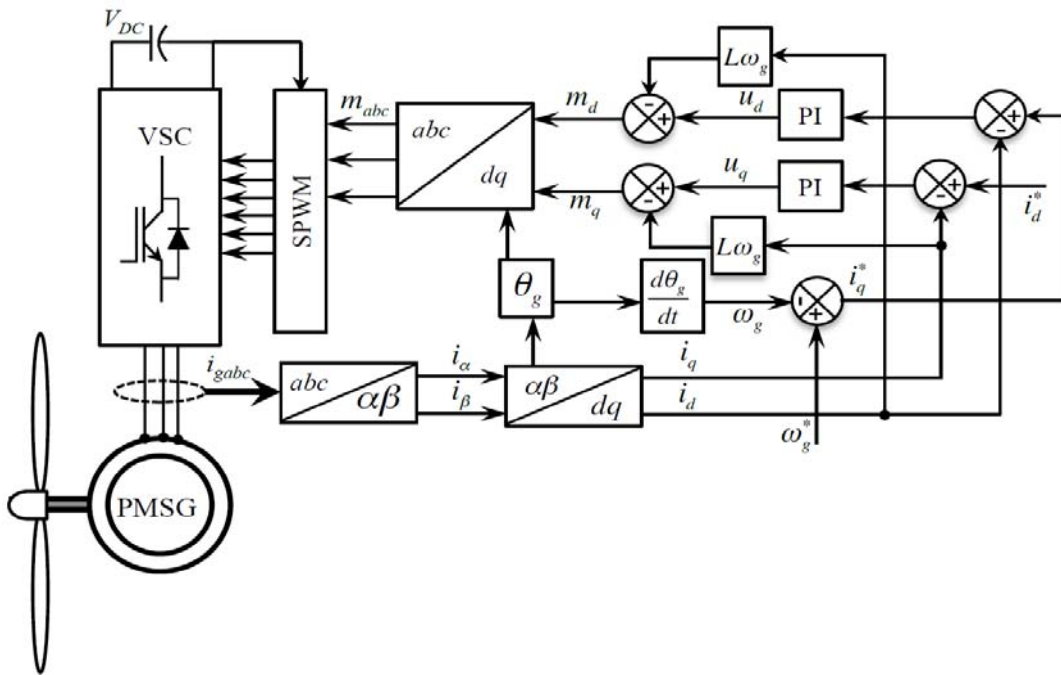 V_DC
VSC
SPWM
m_abc
abc
dq
m_d
m_q
-
+
+
-
Lω_g
u_d
PI
u_q
PI
Lω_g
+
-
+
-
i_d^*
θ_g
dθ_g
dt
ω_g
-
+
i_q^*
ω_g^*
i_gabc
abc
αβ
i_α
i_β
αβ
dq
i_q
i_d
PMSG